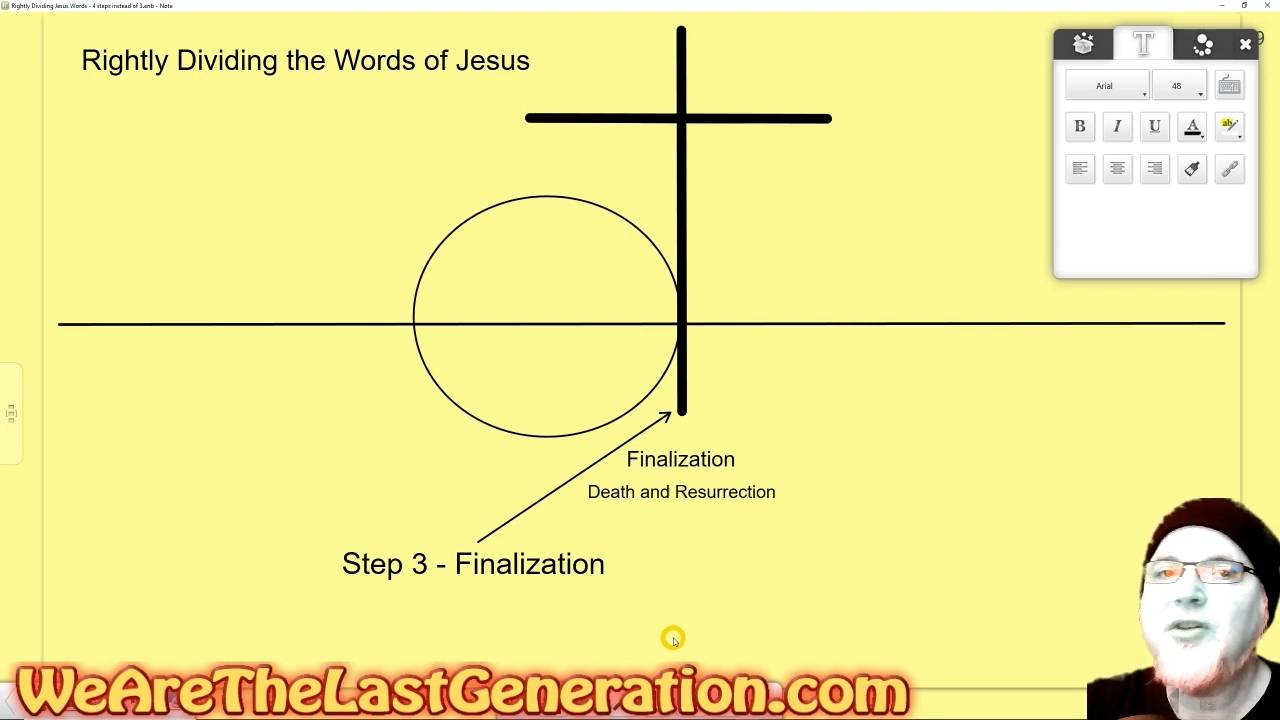 Rightly Dividing Jesus Words - 4 steps instead of 3.enb - Note
Rightly Dividing the Words of Jesus
T
Arial
48
B
I
U
A
ab
Finalization
Death and Resurrection
Step 3 - Finalization
WeAreTheLastGeneration.com